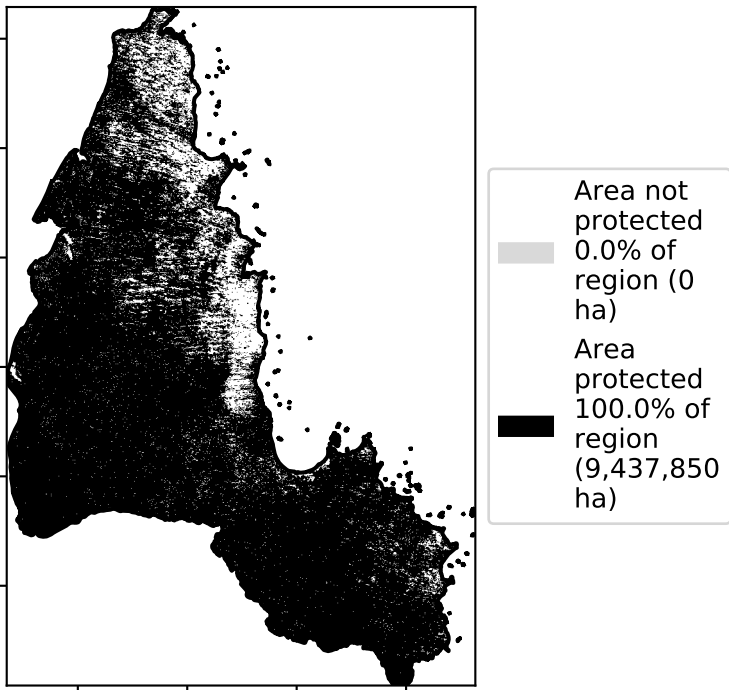 Area not
protected
0.0% of
region (0
ha)
Area
protected
100.0% of
region
(9,437,850
ha)